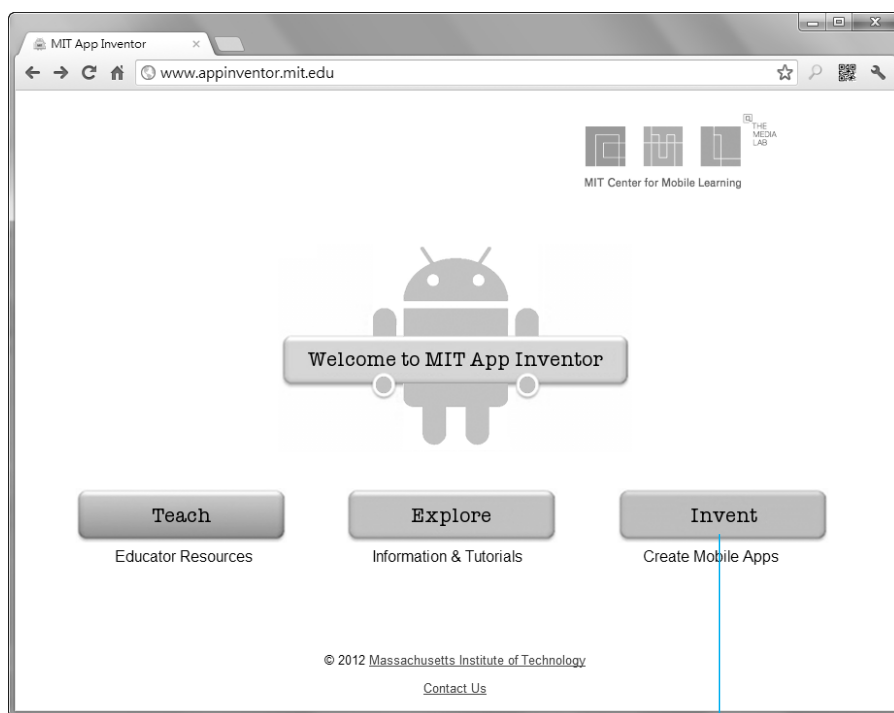 MIT App Inventor
www.appinventor.mit.edu
THE
MEDIA
LAB
MIT Center for Mobile Learning
Welcome to MIT App Inventor
Teach
Explore
Invent
Educator Resources
Information & Tutorials
Create Mobile Apps
© 2012 Massachusetts Institute of Technology
Contact Us